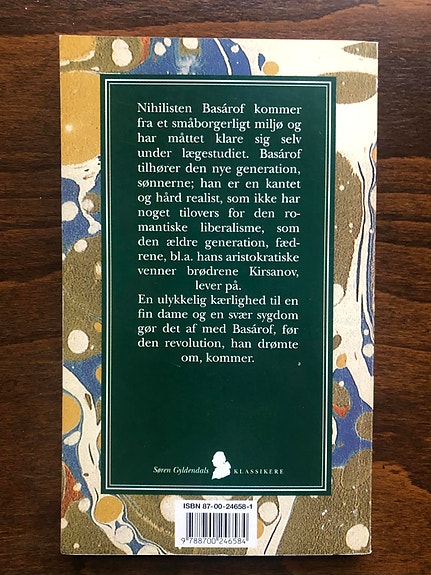 Nihilisten Basárof kommer
fra et småborgerligt miljø og
har måttet klare sig selv
under lægestudiet. Basárof
tilhører den nye generation,
sønnerne; han er en kantet
og hård realist, som ikke har
noget tilovers for den ro-
mantiske liberalisme, som
den ældre generation, fæd-
rene, bl.a. hans aristokratiske
venner brødrene Kirsanov,
lever på.
En ulykkelig kærlighed til en
fin dame og en svær sygdom
gør det af med Basárof, før
den revolution, han drømte
om, kommer.
Søren Gyldendals KLASSIKERE
ISBN 87-00-24658-1
9 788700 246584